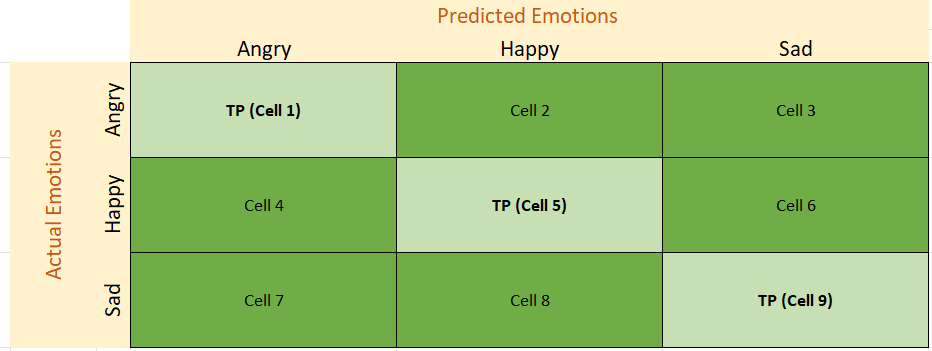 Predicted Emotions
Angry Happy Sad
Actual Emotions
Angry
TP (Cell 1) Cell 2 Cell 3
Happy
Cell 4 TP (Cell 5) Cell 6
Sad
Cell 7 Cell 8 TP (Cell 9)